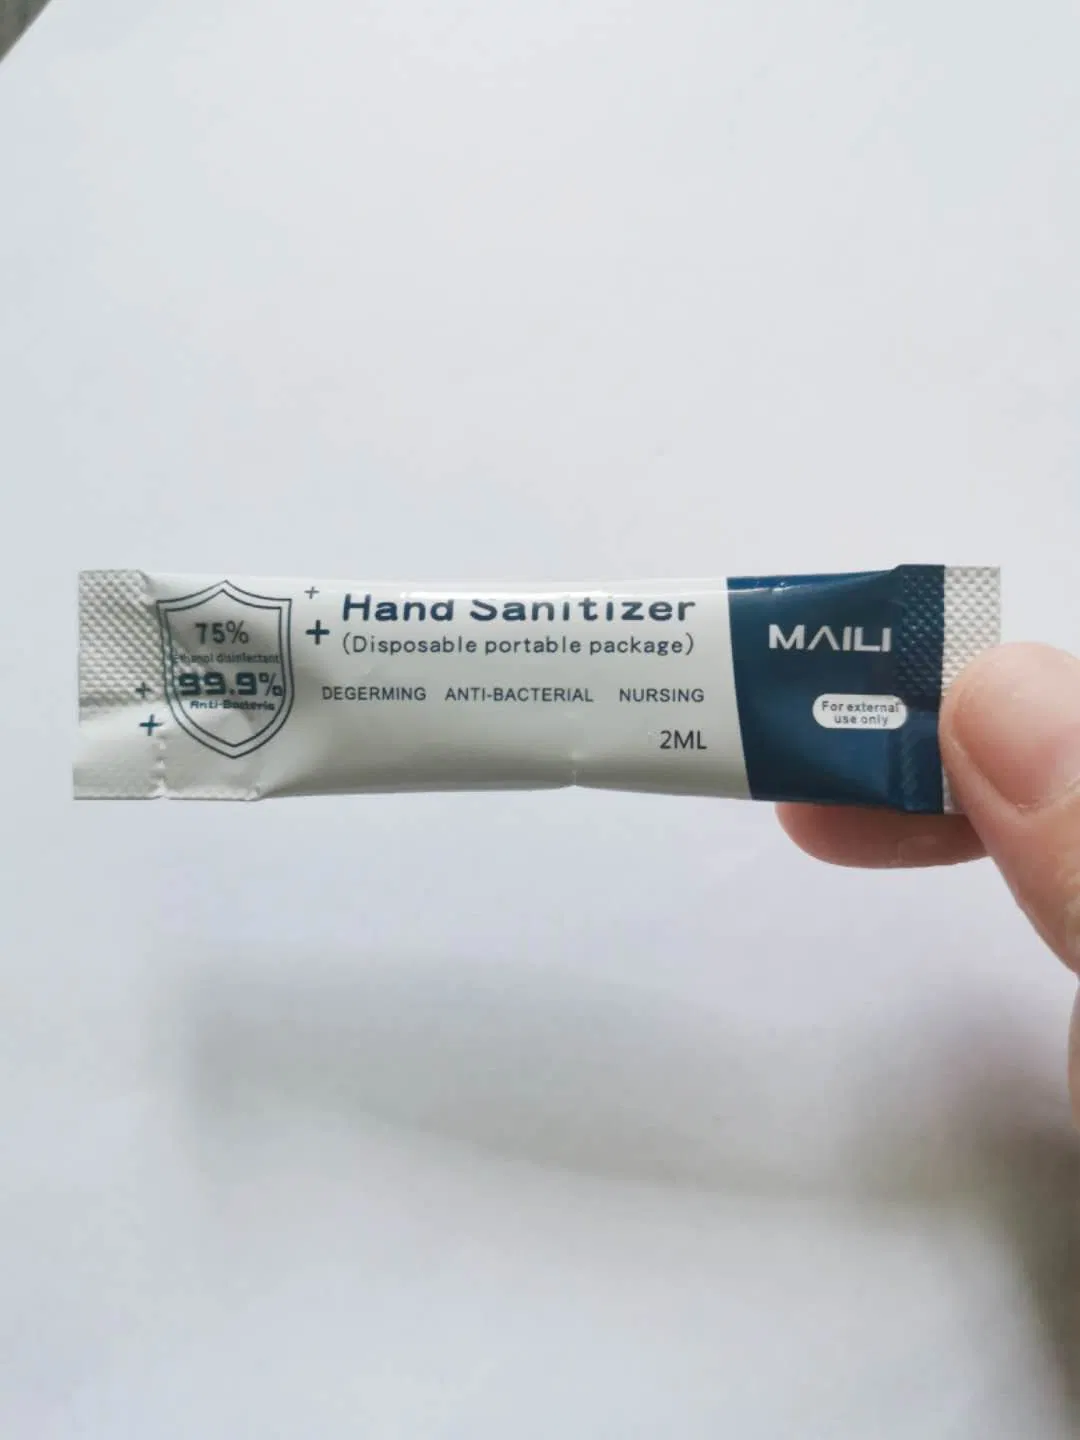 75%
Ethanol disinfectant
99.9%
Anti-Bacteria
Hand Sanitizer
(Disposable portable package)
DEGERMING ANTI-BACTERIAL NURSING
2ML
MAILI
For external
use only